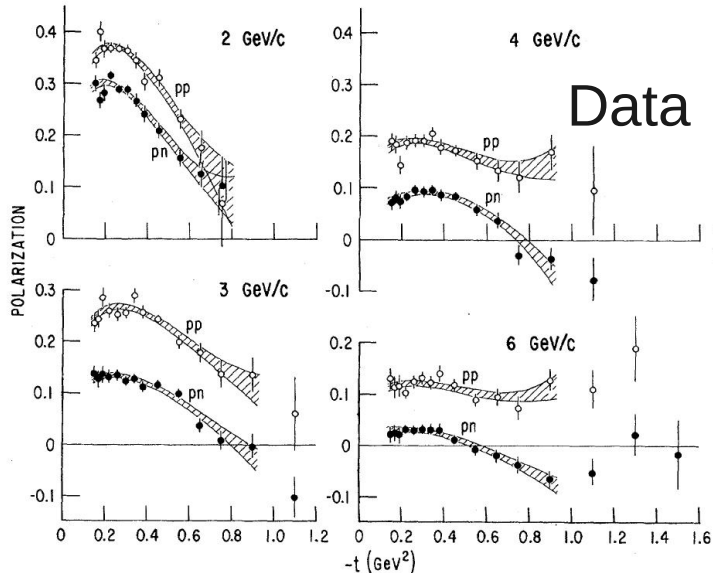 2 GeV/c
0.4
0.3
0.2
0.1
0
pp
pn
4 GeV/c
Data
0.4
0.3
0.2
0.1
0
-0.1
pp
pn
POLARIZATION
3 GeV/c
0.3
0.2
0.1
0
-0.1
pp
pn
0 0.2 0.4 0.6 0.8 1.0 1.2
6 GeV/c
0.2
0.1
0
-0.1
pp
pn
0.2 0.4 0.6 0.8 1.0 1.2 1.4 1.6
-t (GeV²)